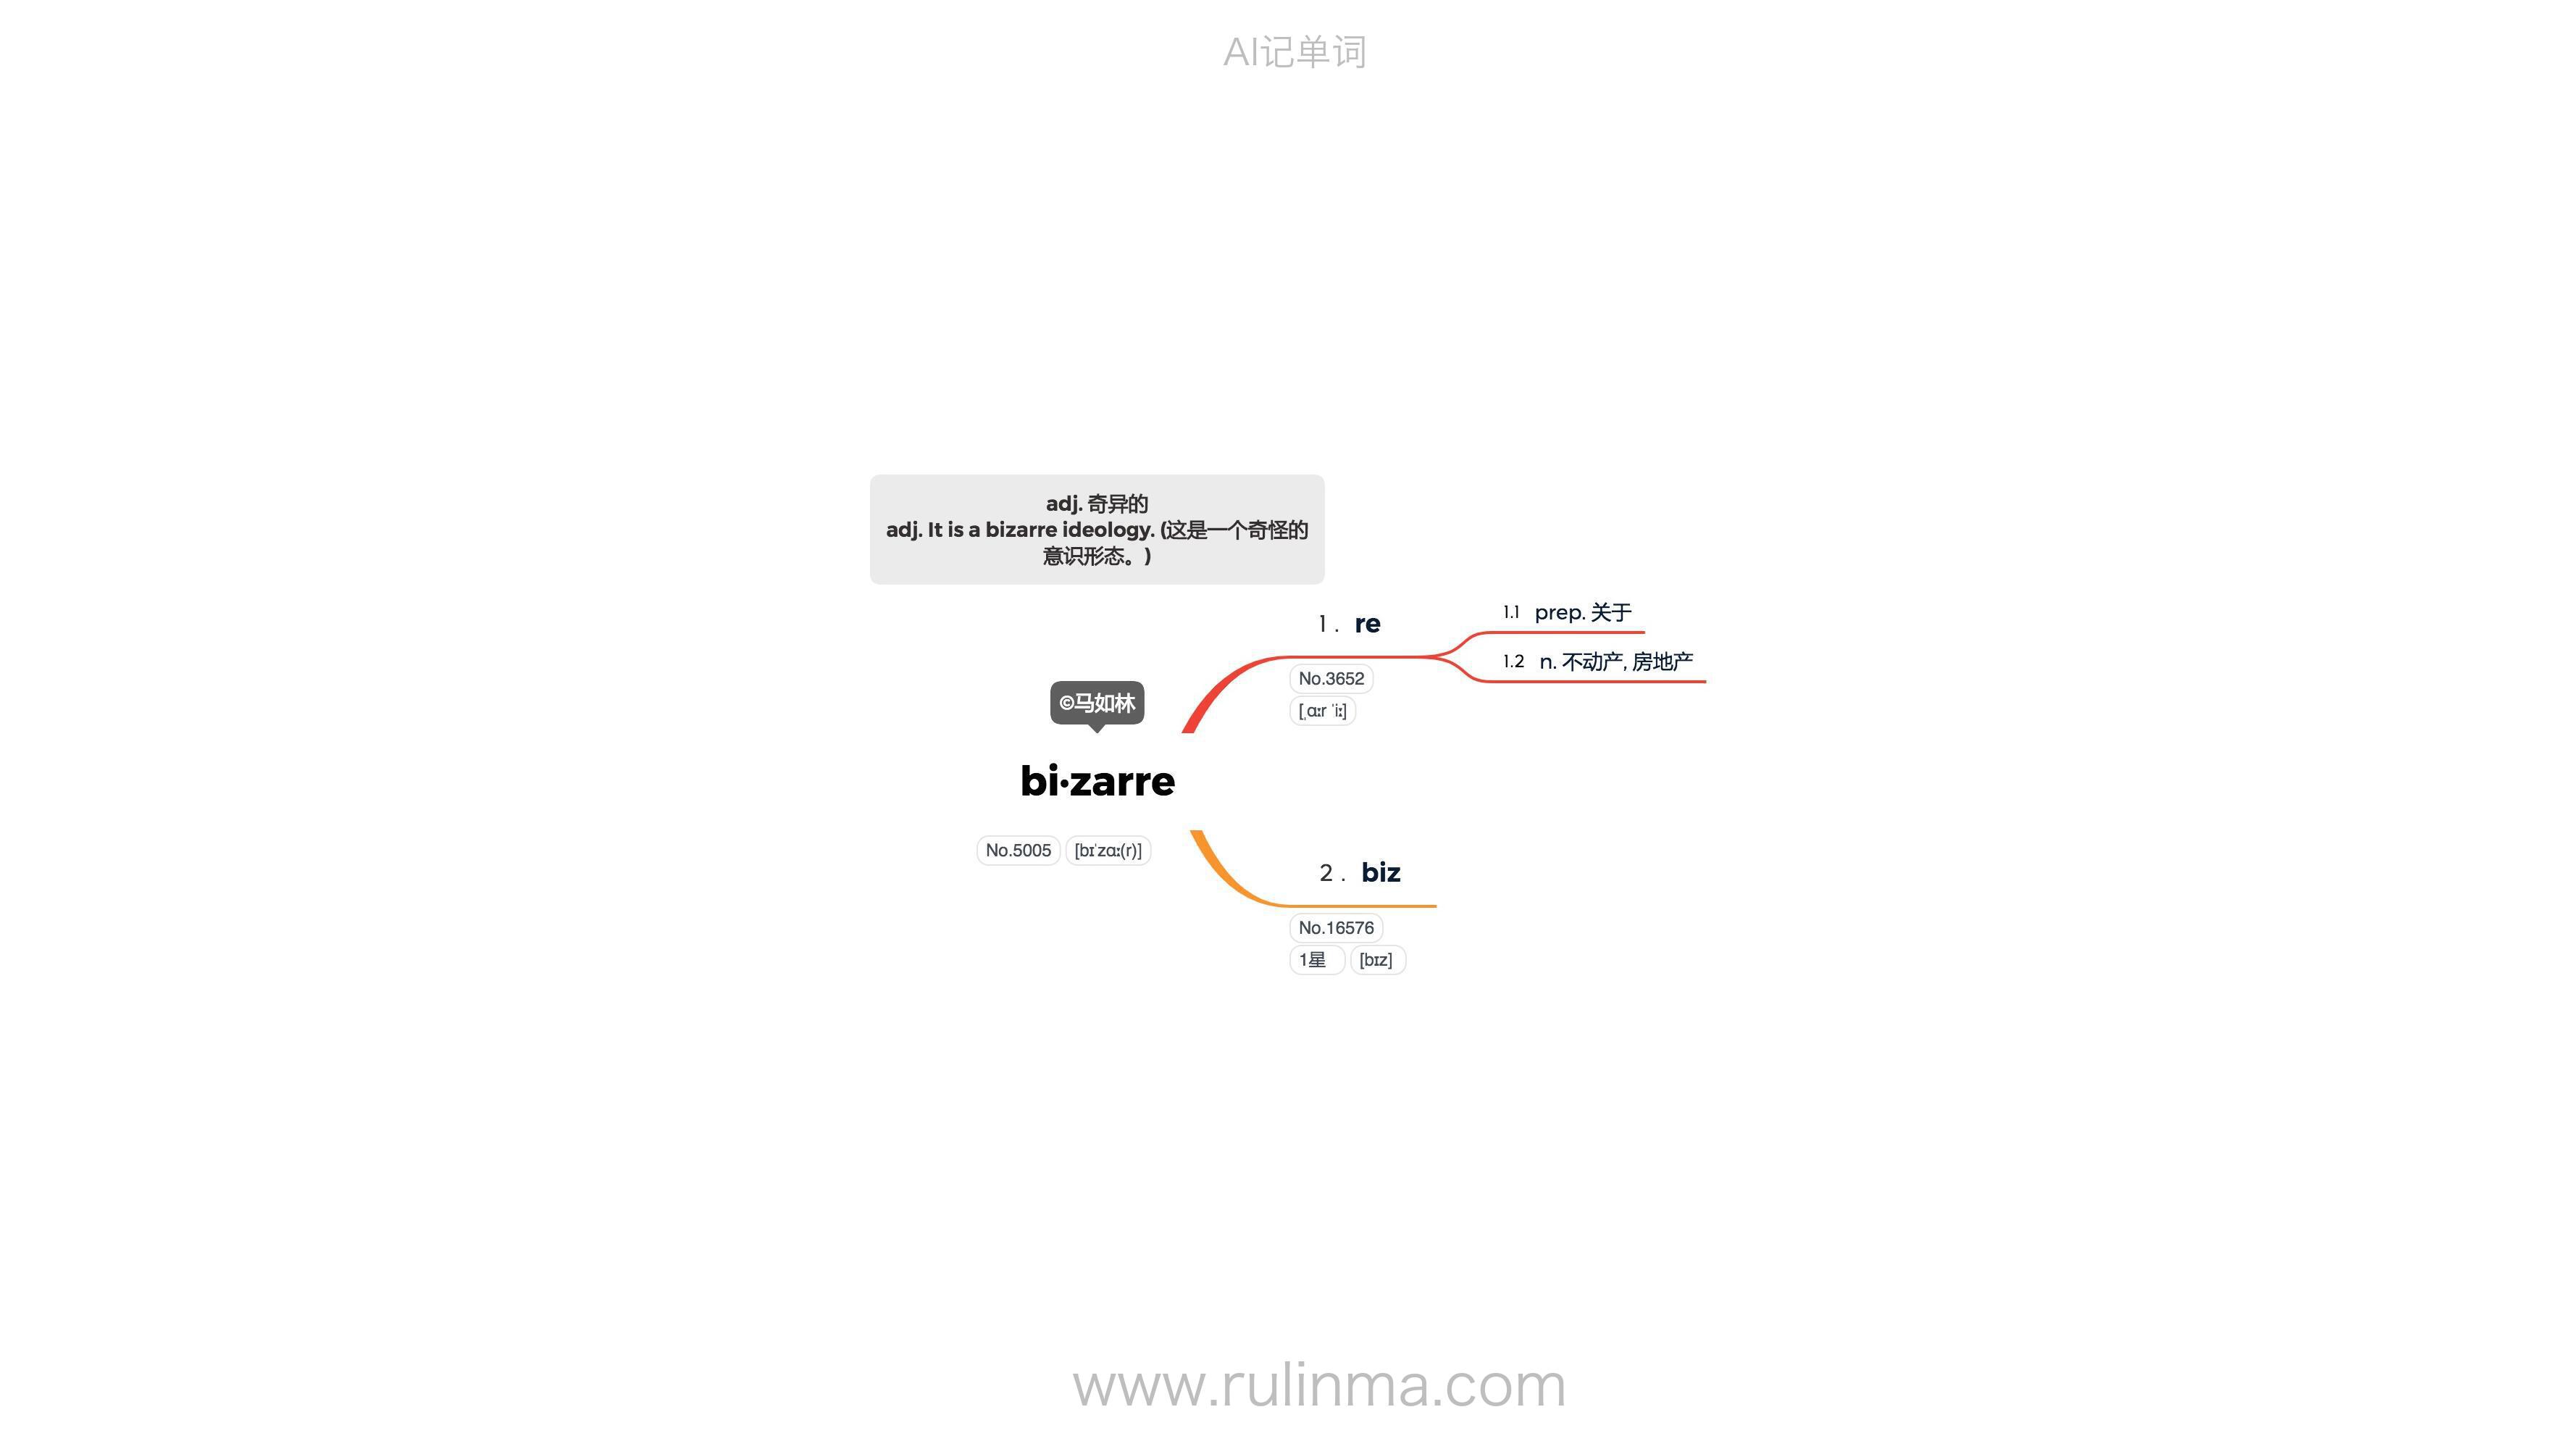 AI记单词
adj. 奇异的
adj. It is a bizarre ideology. (这是一个奇怪的
意识形态。)
1 . re
No.3652
[ˌɑːr ˈiː]
1.1 prep. 关于
1.2 n. 不动产, 房地产
©马如林
bi·zarre
No.5005 [bɪˈzɑː(r)]
2 . biz
No.16576
1星 [bɪz]
www.rulinma.com